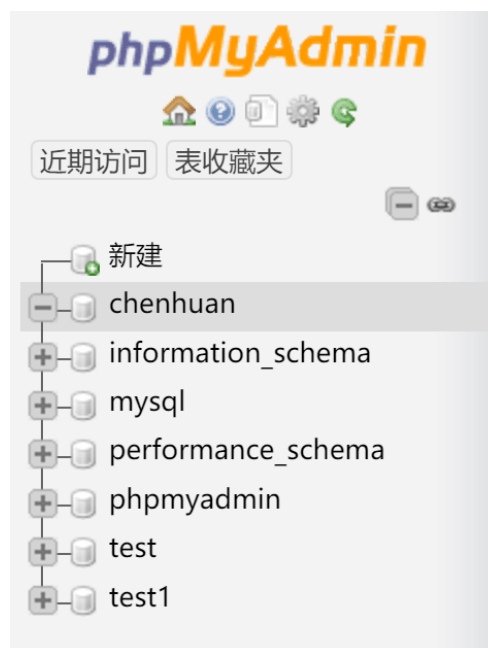 phpMyAdmin
近期访问 表收藏夹
新建
chenhuan
information_schema
mysql
performance_schema
phpmyadmin
test
test1